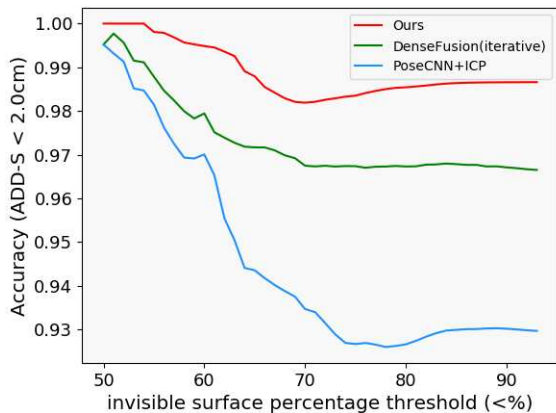 1.00
0.99
0.98
0.97
0.96
0.95
0.94
0.93
Accuracy (ADD-S < 2.0cm)
Ours
DenseFusion(iterative)
PoseCNN+ICP
50 60 70 80 90
invisible surface percentage threshold (<%)